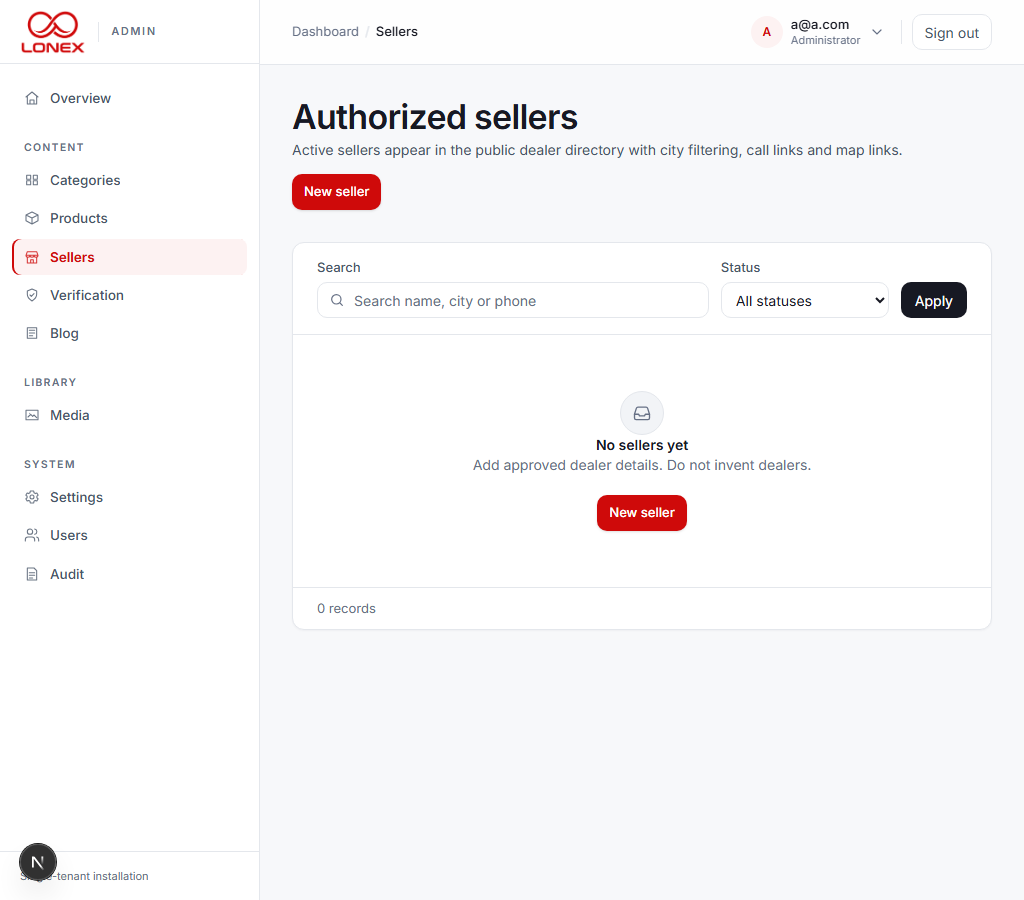 LONEX
ADMIN
Dashboard / Sellers
A
a@a.com
Administrator
Sign out
Overview
CONTENT
Categories
Products
Sellers
Verification
Blog
LIBRARY
Media
SYSTEM
Settings
Users
Audit
N
-tenant installation
Authorized sellers
Active sellers appear in the public dealer directory with city filtering, call links and map links.
New seller
Search
Search name, city or phone
Status
All statuses
Apply
No sellers yet
Add approved dealer details. Do not invent dealers.
New seller
0 records